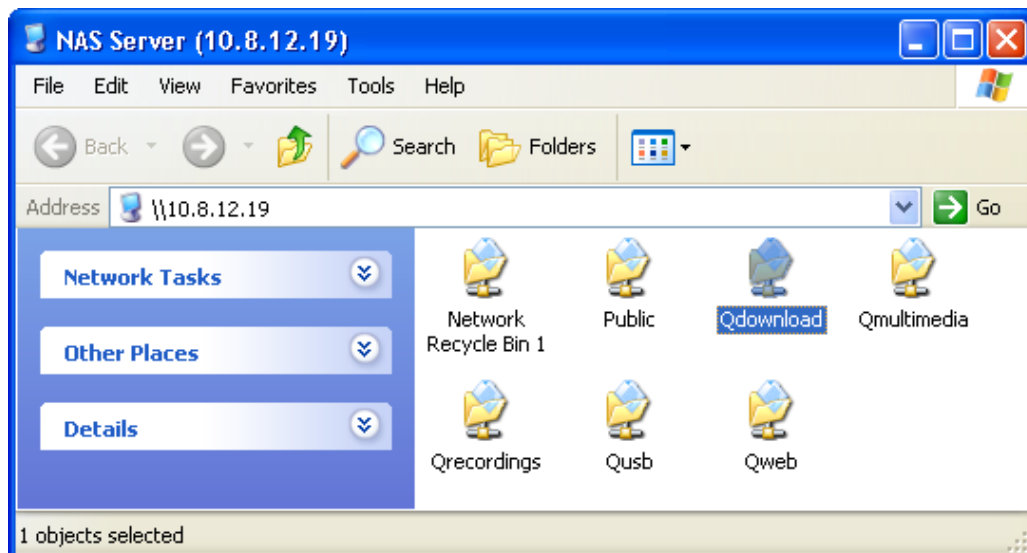 NAS Server (10.8.12.19)
File Edit View Favorites Tools Help
Back Search Folders
Address \\10.8.12.19 Go
Network Tasks
Other Places
Details
Network Recycle Bin 1
Public
Qdownload
Qmultimedia
Qrecordings
Qusb
Qweb
1 objects selected